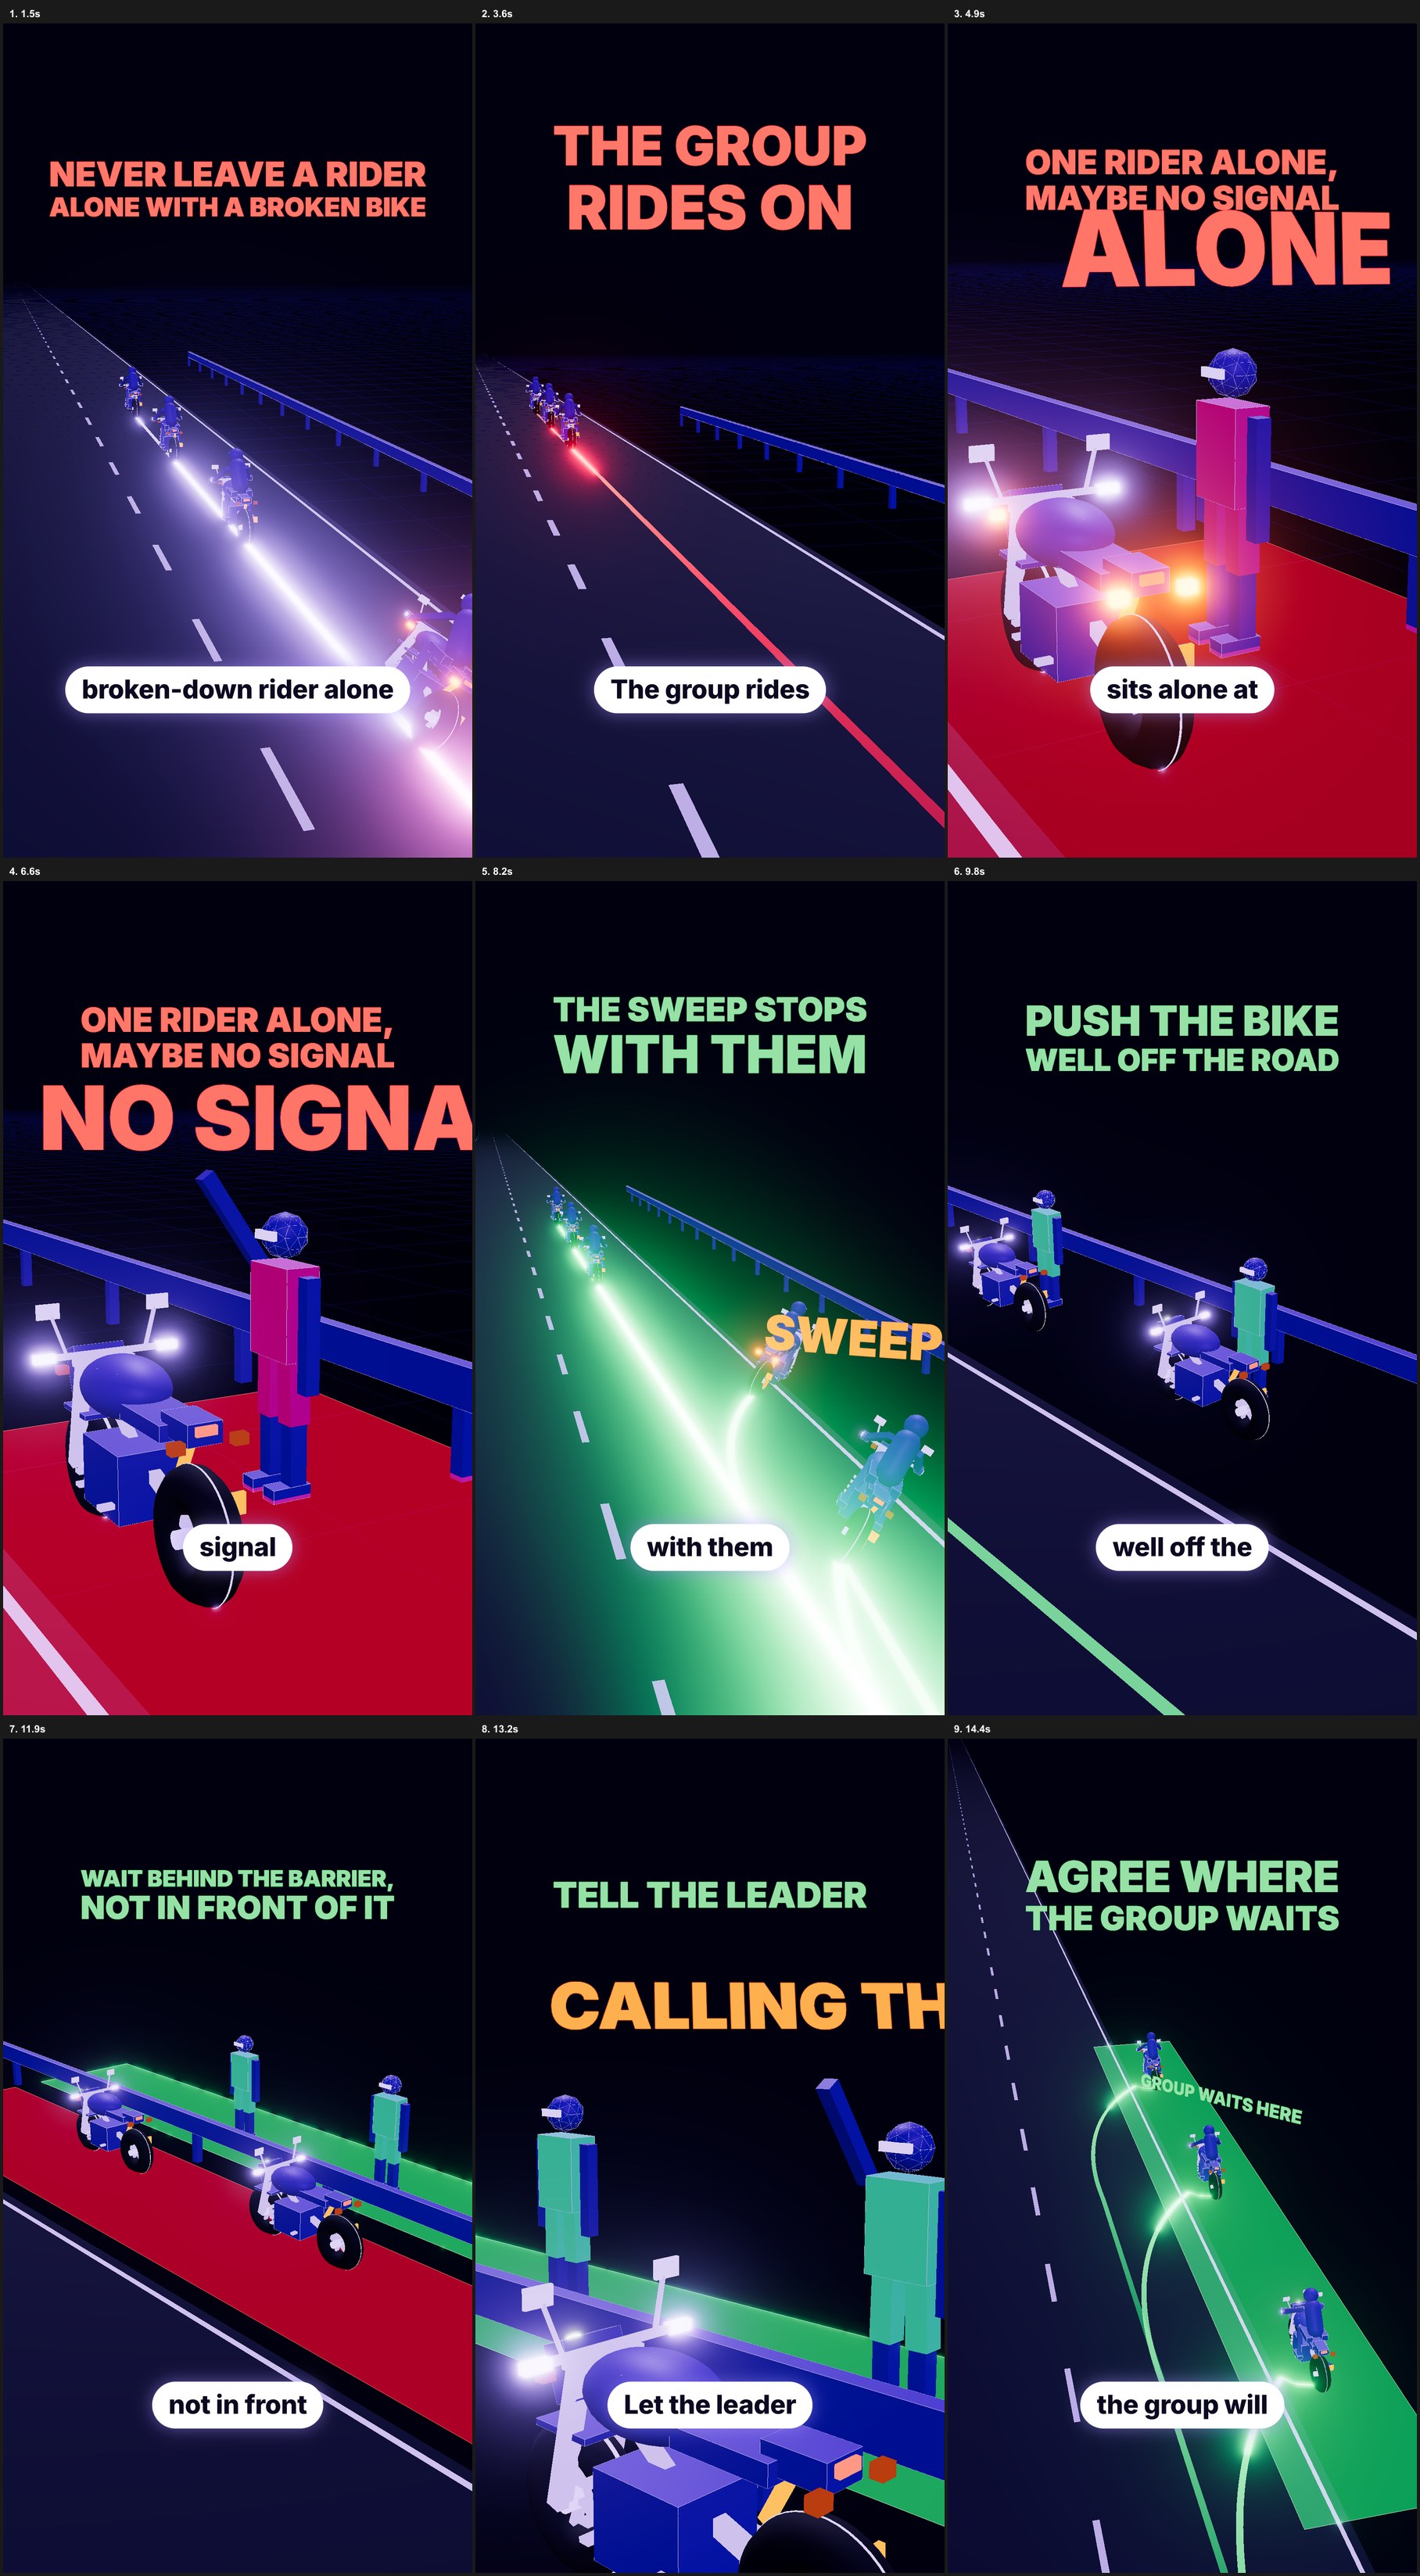 1. 1.5s
NEVER LEAVE A RIDER
ALONE WITH A BROKEN BIKE
broken-down rider alone
2. 3.6s
THE GROUP
RIDES ON
The group rides
3. 4.9s
ONE RIDER ALONE,
MAYBE NO SIGNAL
ALONE
sits alone at
4. 6.6s
ONE RIDER ALONE,
MAYBE NO SIGNAL
NO SIGNA
signal
5. 8.2s
THE SWEEP STOPS
WITH THEM
SWEEP
with them
6. 9.8s
PUSH THE BIKE
WELL OFF THE ROAD
well off the
7. 11.9s
WAIT BEHIND THE BARRIER,
NOT IN FRONT OF IT
not in front
8. 13.2s
TELL THE LEADER
CALLING TH
Let the leader
9. 14.4s
AGREE WHERE
THE GROUP WAITS
GROUP WAITS HERE
the group will